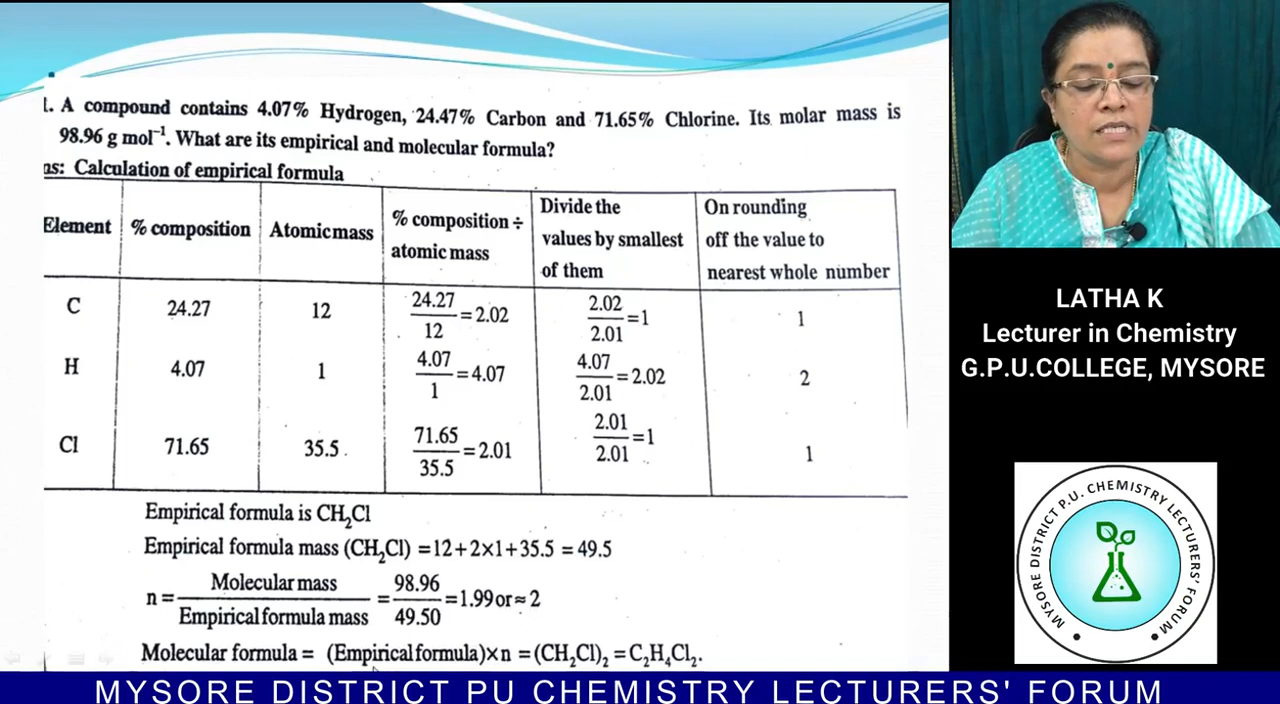 1. A compound contains 4.07% Hydrogen, 24.47% Carbon and 71.65% Chlorine. Its molar mass is
98.96 g mol⁻¹. What are its empirical and molecular formula?
ns: Calculation of empirical formula
Element % composition Atomicmass % composition ÷ atomic mass Divide the values by smallest of them On rounding off the value to nearest whole number
C 24.27 12 24.27/12 =2.02 2.02/2.01 =1 1
H 4.07 1 4.07/1 =4.07 4.07/2.01 =2.02 2
Cl 71.65 35.5 71.65/35.5 =2.01 2.01/2.01 =1 1
Empirical formula is CH₂Cl
Empirical formula mass (CH₂Cl) =12+2×1+35.5 =49.5
n= Molecular mass/Empirical formula mass = 98.96/49.50 =1.99 or ≈ 2
Molecular formula = (Empirical formula)×n =(CH₂Cl)₂ =C₂H₄Cl₂.
LATHA K
Lecturer in Chemistry
G.P.U.COLLEGE, MYSORE
MYSORE DISTRICT P.U. CHEMISTRY LECTURERS' FORUM
MYSORE DISTRICT PU CHEMISTRY LECTURERS' FORUM